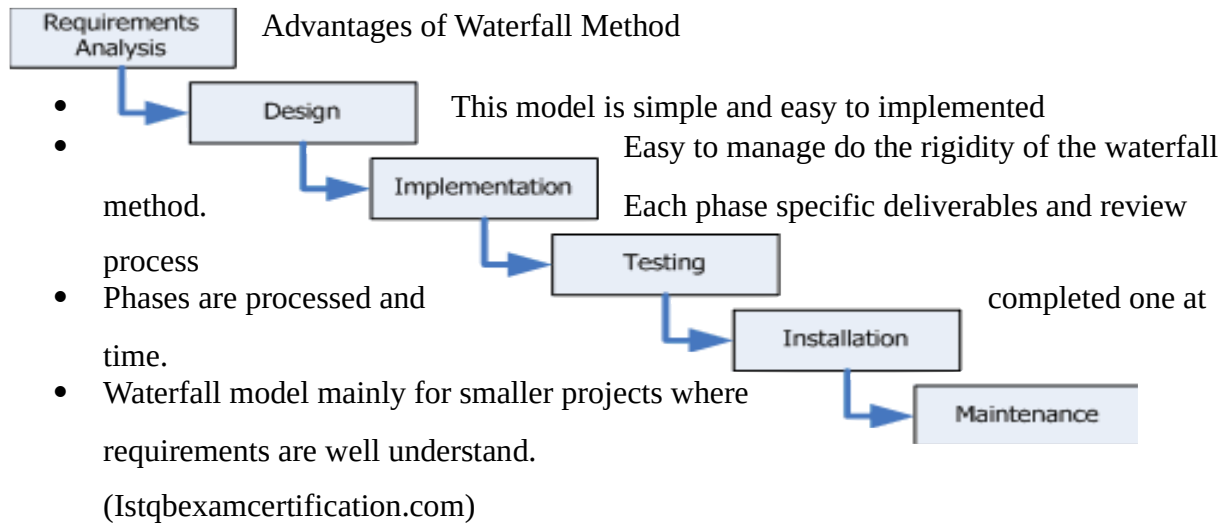 Requirements
Analysis
Advantages of Waterfall Method
• Design This model is simple and easy to implemented
• Easy to manage do the rigidity of the waterfall
Implementation
method. Each phase specific deliverables and review
process
Testing
• Phases are processed and completed one at
Installation
time.
• Waterfall model mainly for smaller projects where
Maintenance
requirements are well understand.
(Istqbexamcertification.com)